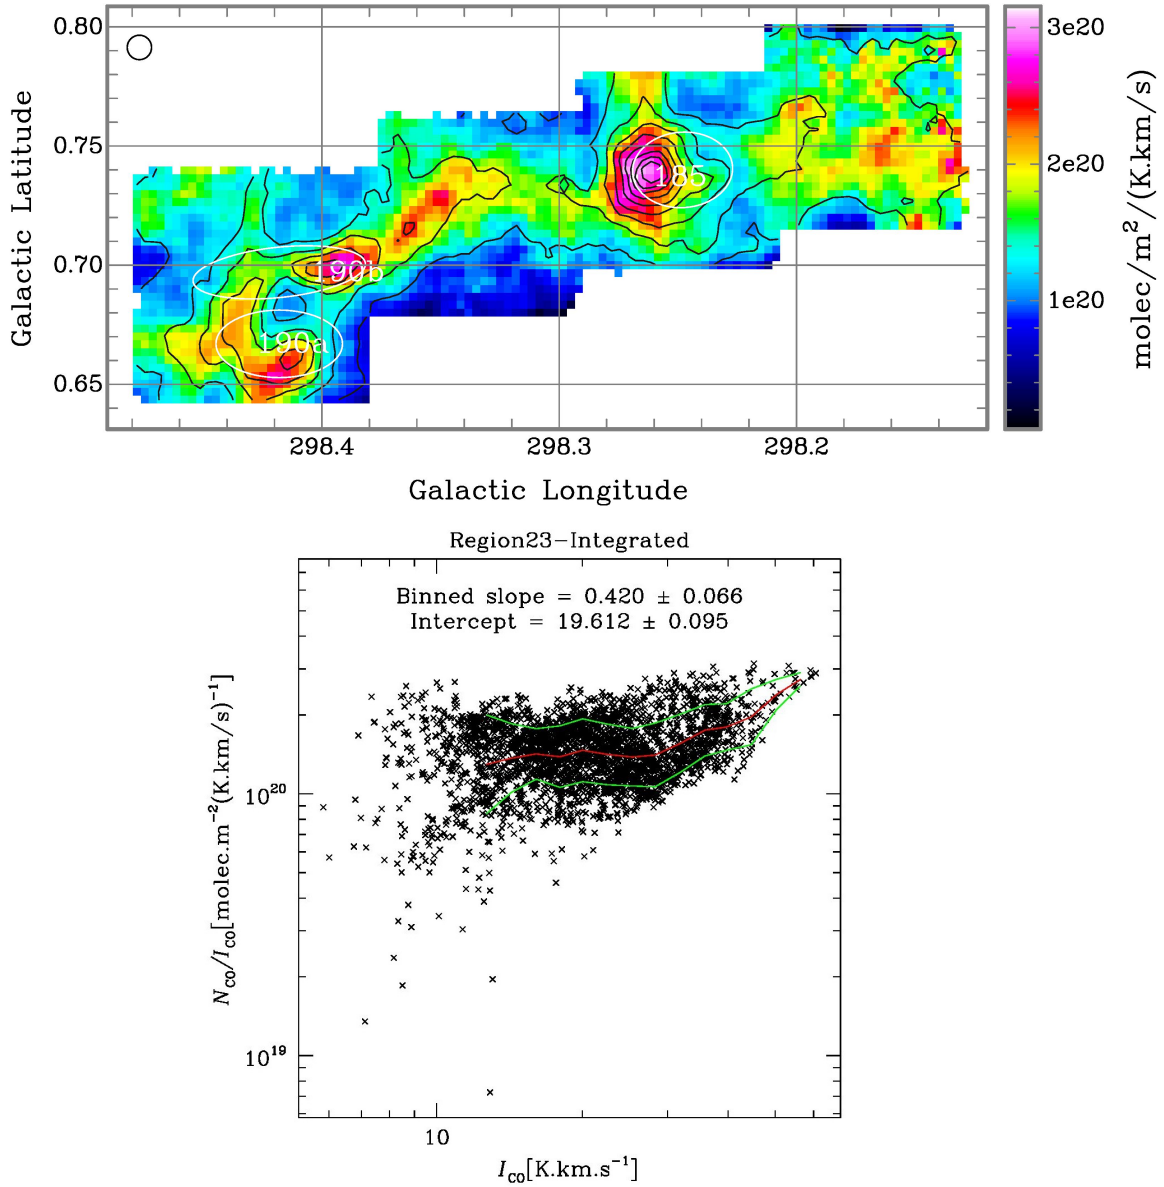 0.80
0.75
0.70
0.65
Galactic Latitude
185
190b
190a
298.4
298.3
298.2
Galactic Longitude
3e20
2e20
1e20
molec/m²/(K.km/s)
Region23-Integrated
Binned slope = 0.420 ± 0.066
Intercept = 19.612 ± 0.095
N_CO/I_CO[molec.m⁻²(K.km/s)⁻¹]
10²⁰
10¹⁹
10
I_CO[K.km.s⁻¹]